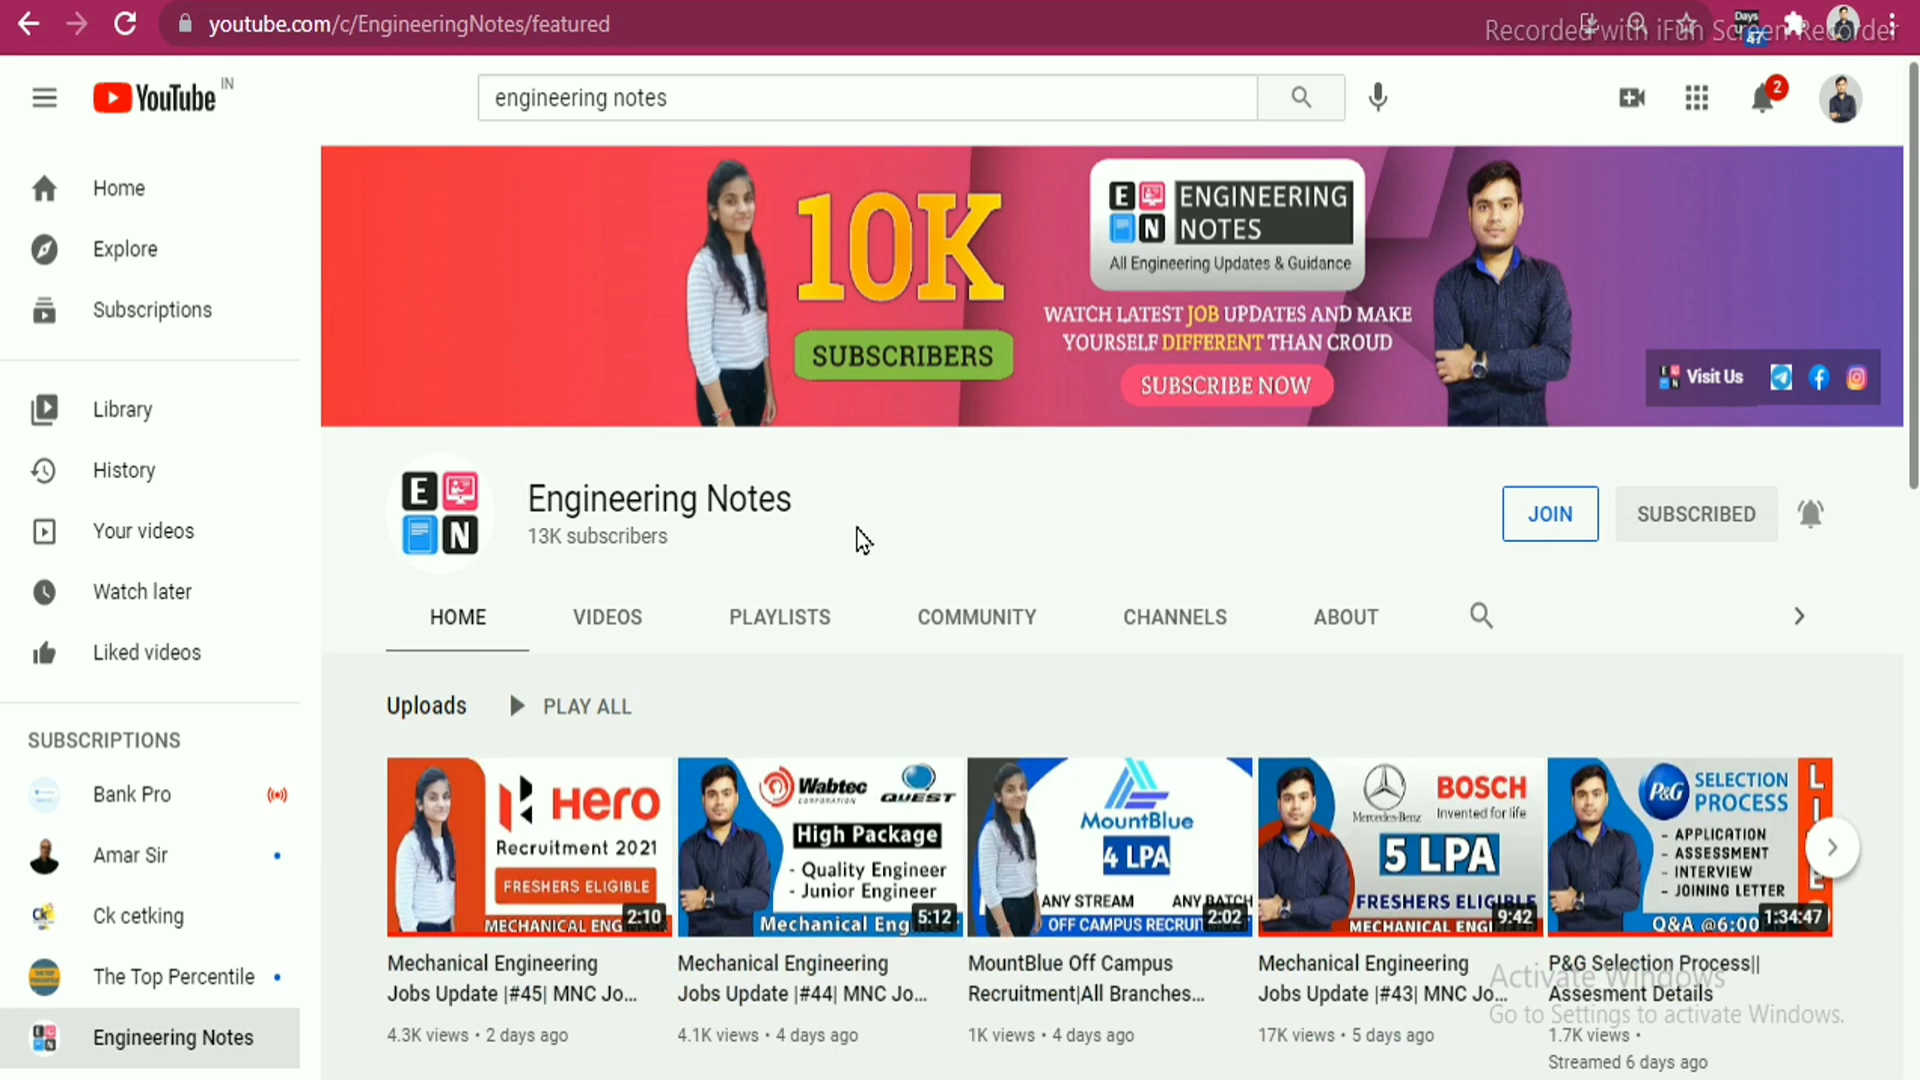 youtube.com/c/EngineeringNotes/featured
Recorded with iFun Screen Recorder
Days
47
YouTube IN
engineering notes
2
Home
Explore
Subscriptions
Library
History
Your videos
Watch later
Liked videos
SUBSCRIPTIONS
Bank Pro
Amar Sir
Ck cetking
The Top Percentile
Engineering Notes
10K
SUBSCRIBERS
E
N
ENGINEERING
NOTES
All Engineering Updates & Guidance
WATCH LATEST JOB UPDATES AND MAKE
YOURSELF DIFFERENT THAN CROUD
SUBSCRIBE NOW
Visit Us
E
N
Engineering Notes
13K subscribers
JOIN
SUBSCRIBED
HOME VIDEOS PLAYLISTS COMMUNITY CHANNELS ABOUT
Uploads PLAY ALL
Hero
Recruitment 2021
FRESHERS ELIGIBLE
MECHANICAL ENG
2:10
Mechanical Engineering
Jobs Update |#45| MNC Jo...
4.3K views • 2 days ago
Wabtec
CORPORATION
QUEST
High Package
- Quality Engineer
- Junior Engineer
Mechanical Eng
5:12
Mechanical Engineering
Jobs Update |#44| MNC Jo...
4.1K views • 4 days ago
MountBlue
4 LPA
ANY STREAM ANY BATCH
OFF CAMPUS RECRUI
2:02
MountBlue Off Campus
Recruitment|All Branches...
1K views • 4 days ago
Mercedes-Benz
BOSCH
Invented for life
5 LPA
FRESHERS ELIGIBLE
MECHANICAL ENGI
9:42
Mechanical Engineering
Jobs Update |#43| MNC Jo...
17K views • 5 days ago
P&G
SELECTION
PROCESS
- APPLICATION
- ASSESSMENT
- INTERVIEW
- JOINING LETTER
Q&A @6:00
1:34:47
P&G Selection Process||
Assesment Details
1.7K views •
Streamed 6 days ago
Activate Windows
Go to Settings to activate Windows.